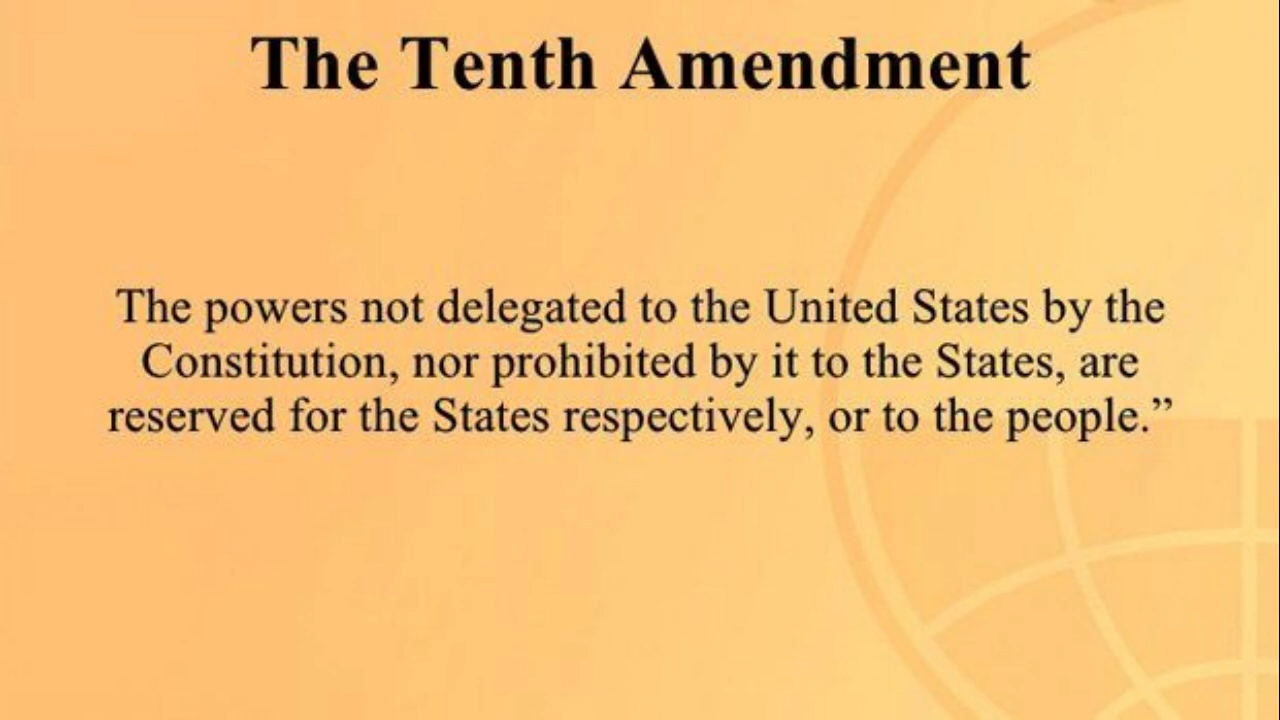 The Tenth Amendment
The powers not delegated to the United States by the
Constitution, nor prohibited by it to the States, are
reserved for the States respectively, or to the people.”